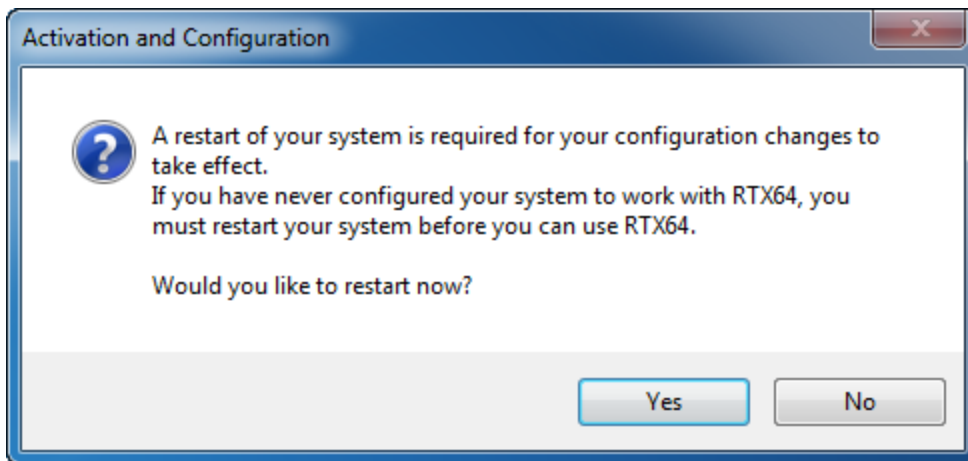 Activation and Configuration
A restart of your system is required for your configuration changes to
take effect.
If you have never configured your system to work with RTX64, you
must restart your system before you can use RTX64.
Would you like to restart now?
Yes No